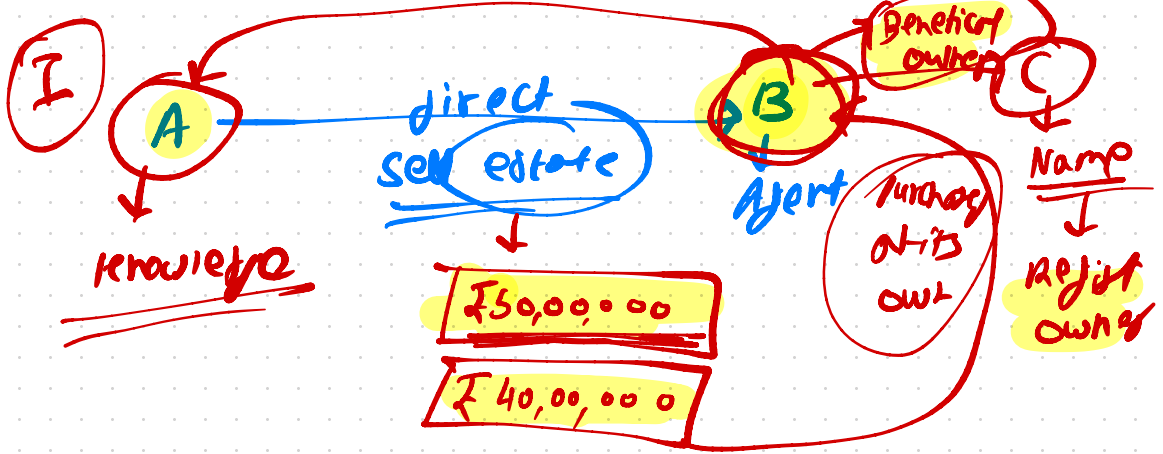 I
A
direct
sell estate
B
Agent
Beneficial
owner
C
Name
Regist
owner
knowledge
₹50,00,000
₹40,00,000
Purchase
on its
own